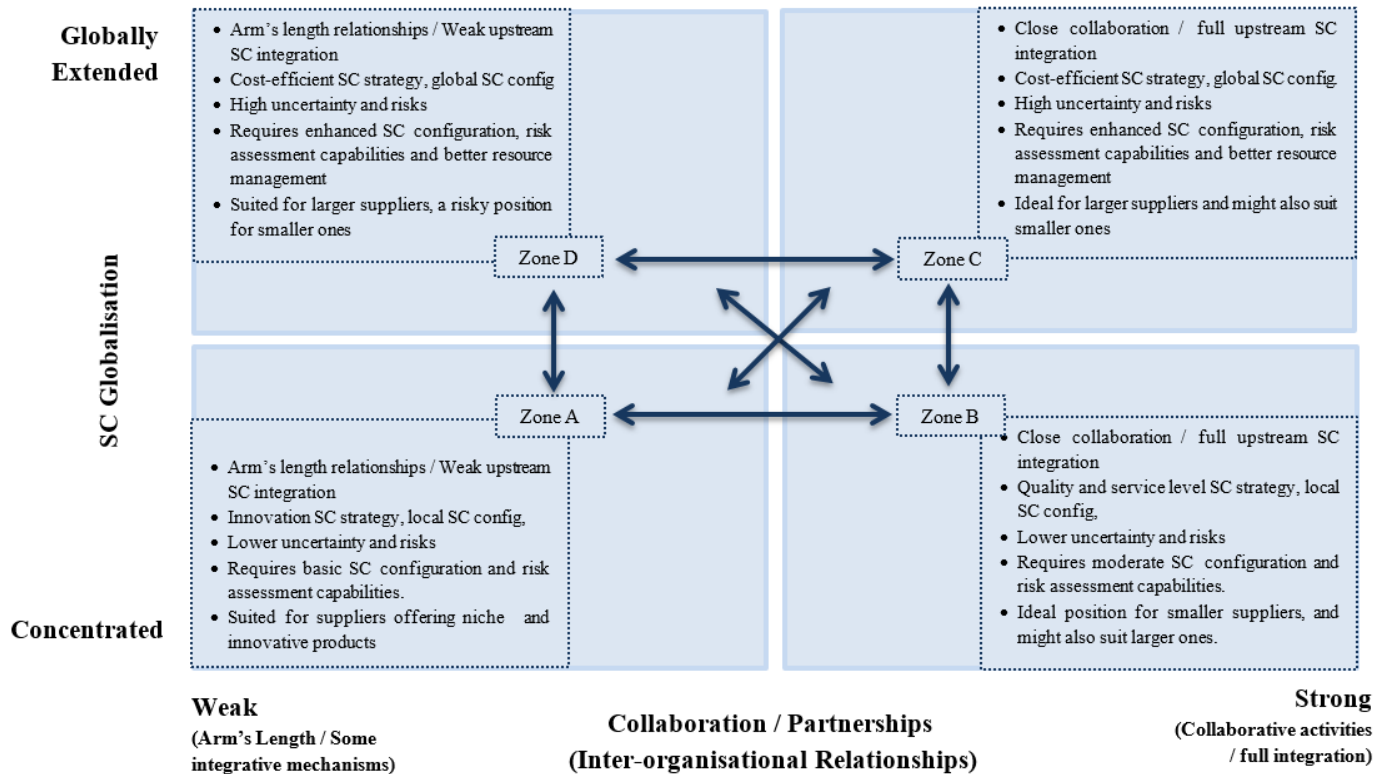 Globally
Extended
• Arm's length relationships / Weak upstream
SC integration
• Cost-efficient SC strategy, global SC config
• High uncertainty and risks
• Requires enhanced SC configuration, risk
assessment capabilities and better resource
management
• Suited for larger suppliers, a risky position
for smaller ones
Zone D
• Close collaboration / full upstream SC
integration
• Cost-efficient SC strategy, global SC config.
• High uncertainty and risks
• Requires enhanced SC configuration, risk
assessment capabilities and better resource
management
• Ideal for larger suppliers and might also suit
smaller ones
Zone C
SC Globalisation
Zone A
• Arm's length relationships / Weak upstream
SC integration
• Innovation SC strategy, local SC config,
• Lower uncertainty and risks
• Requires basic SC configuration and risk
assessment capabilities.
• Suited for suppliers offering niche and
innovative products
Zone B
• Close collaboration / full upstream SC
integration
• Quality and service level SC strategy, local
SC config,
• Lower uncertainty and risks
• Requires moderate SC configuration and
risk assessment capabilities.
• Ideal position for smaller suppliers, and
might also suit larger ones.
Concentrated
Weak
(Arm's Length / Some
integrative mechanisms)
Collaboration / Partnerships
(Inter-organisational Relationships)
Strong
(Collaborative activities
/ full integration)